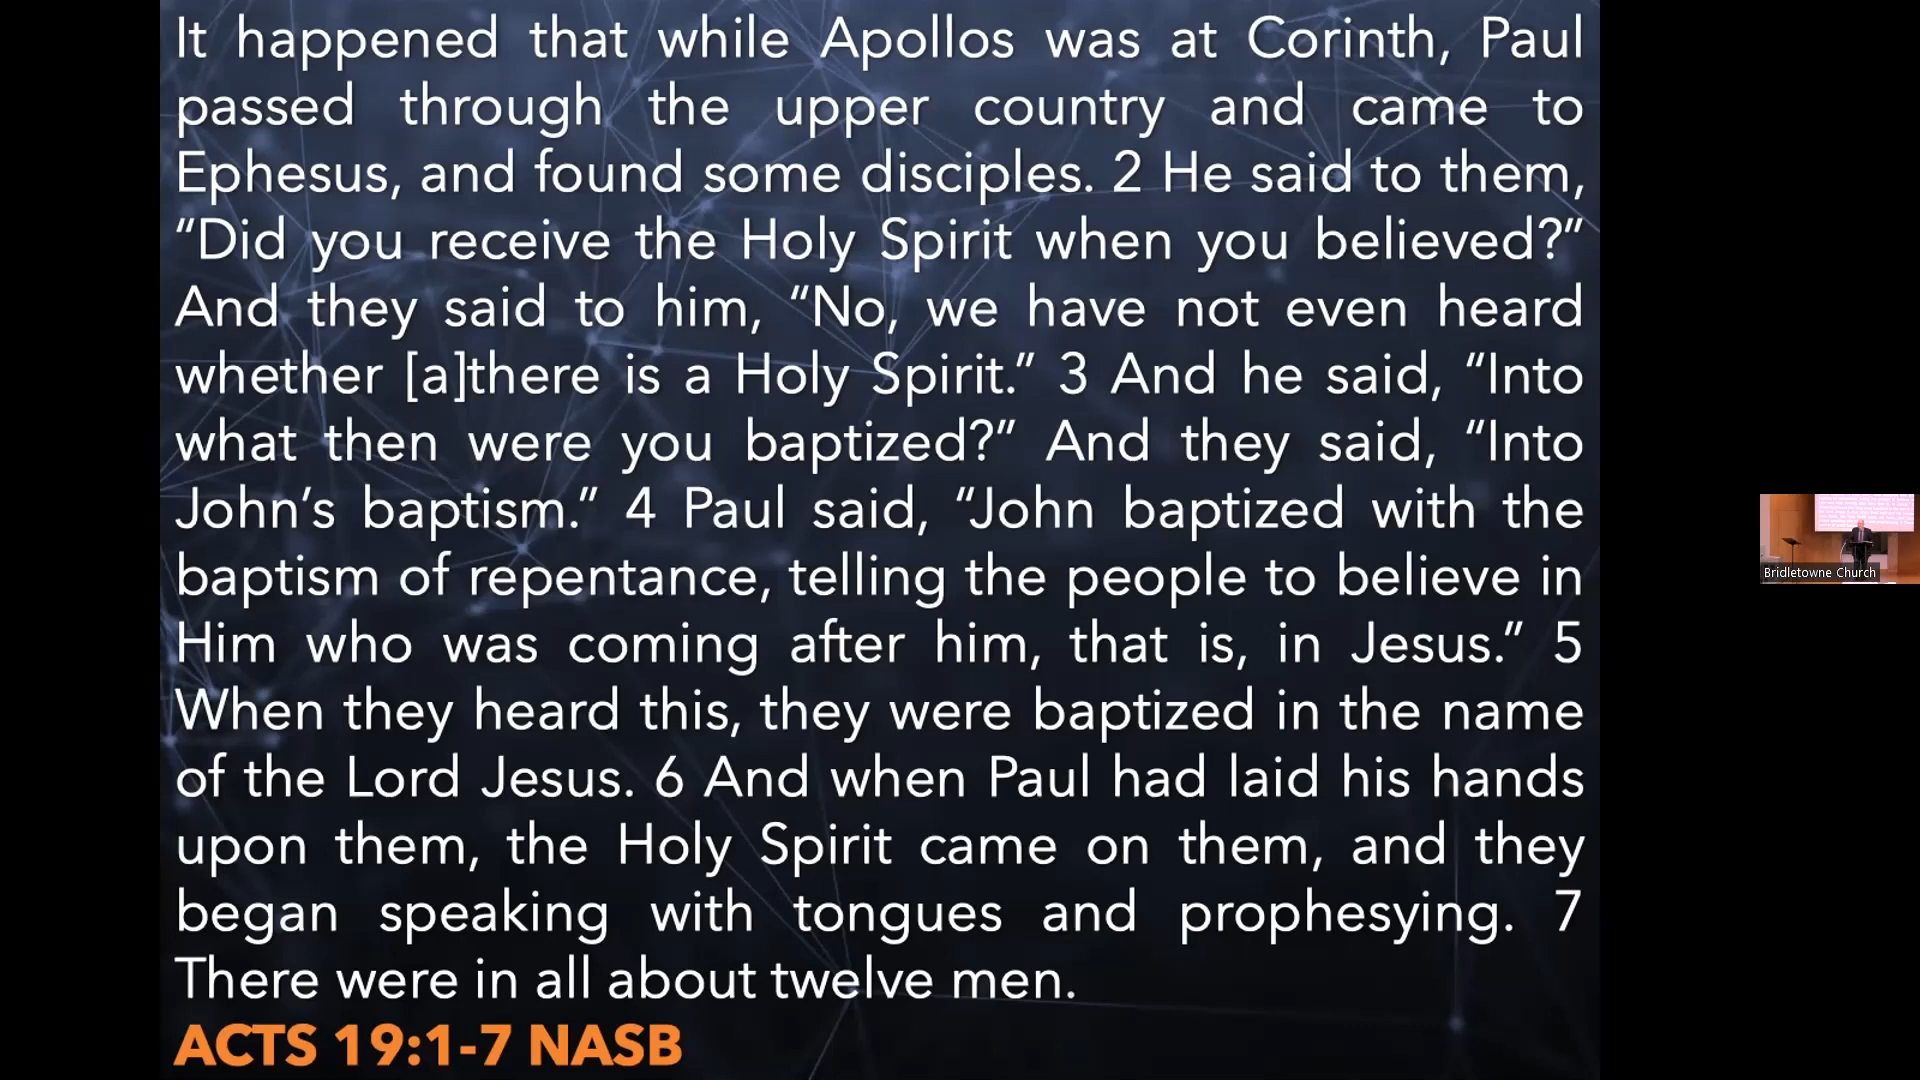 It happened that while Apollos was at Corinth, Paul
passed through the upper country and came to
Ephesus, and found some disciples. 2 He said to them,
“Did you receive the Holy Spirit when you believed?”
And they said to him, “No, we have not even heard
whether [a]there is a Holy Spirit.” 3 And he said, “Into
what then were you baptized?” And they said, “Into
John’s baptism.” 4 Paul said, “John baptized with the
baptism of repentance, telling the people to believe in
Him who was coming after him, that is, in Jesus.” 5
When they heard this, they were baptized in the name
of the Lord Jesus. 6 And when Paul had laid his hands
upon them, the Holy Spirit came on them, and they
began speaking with tongues and prophesying. 7
There were in all about twelve men.
ACTS 19:1-7 NASB
Bridletowne Church